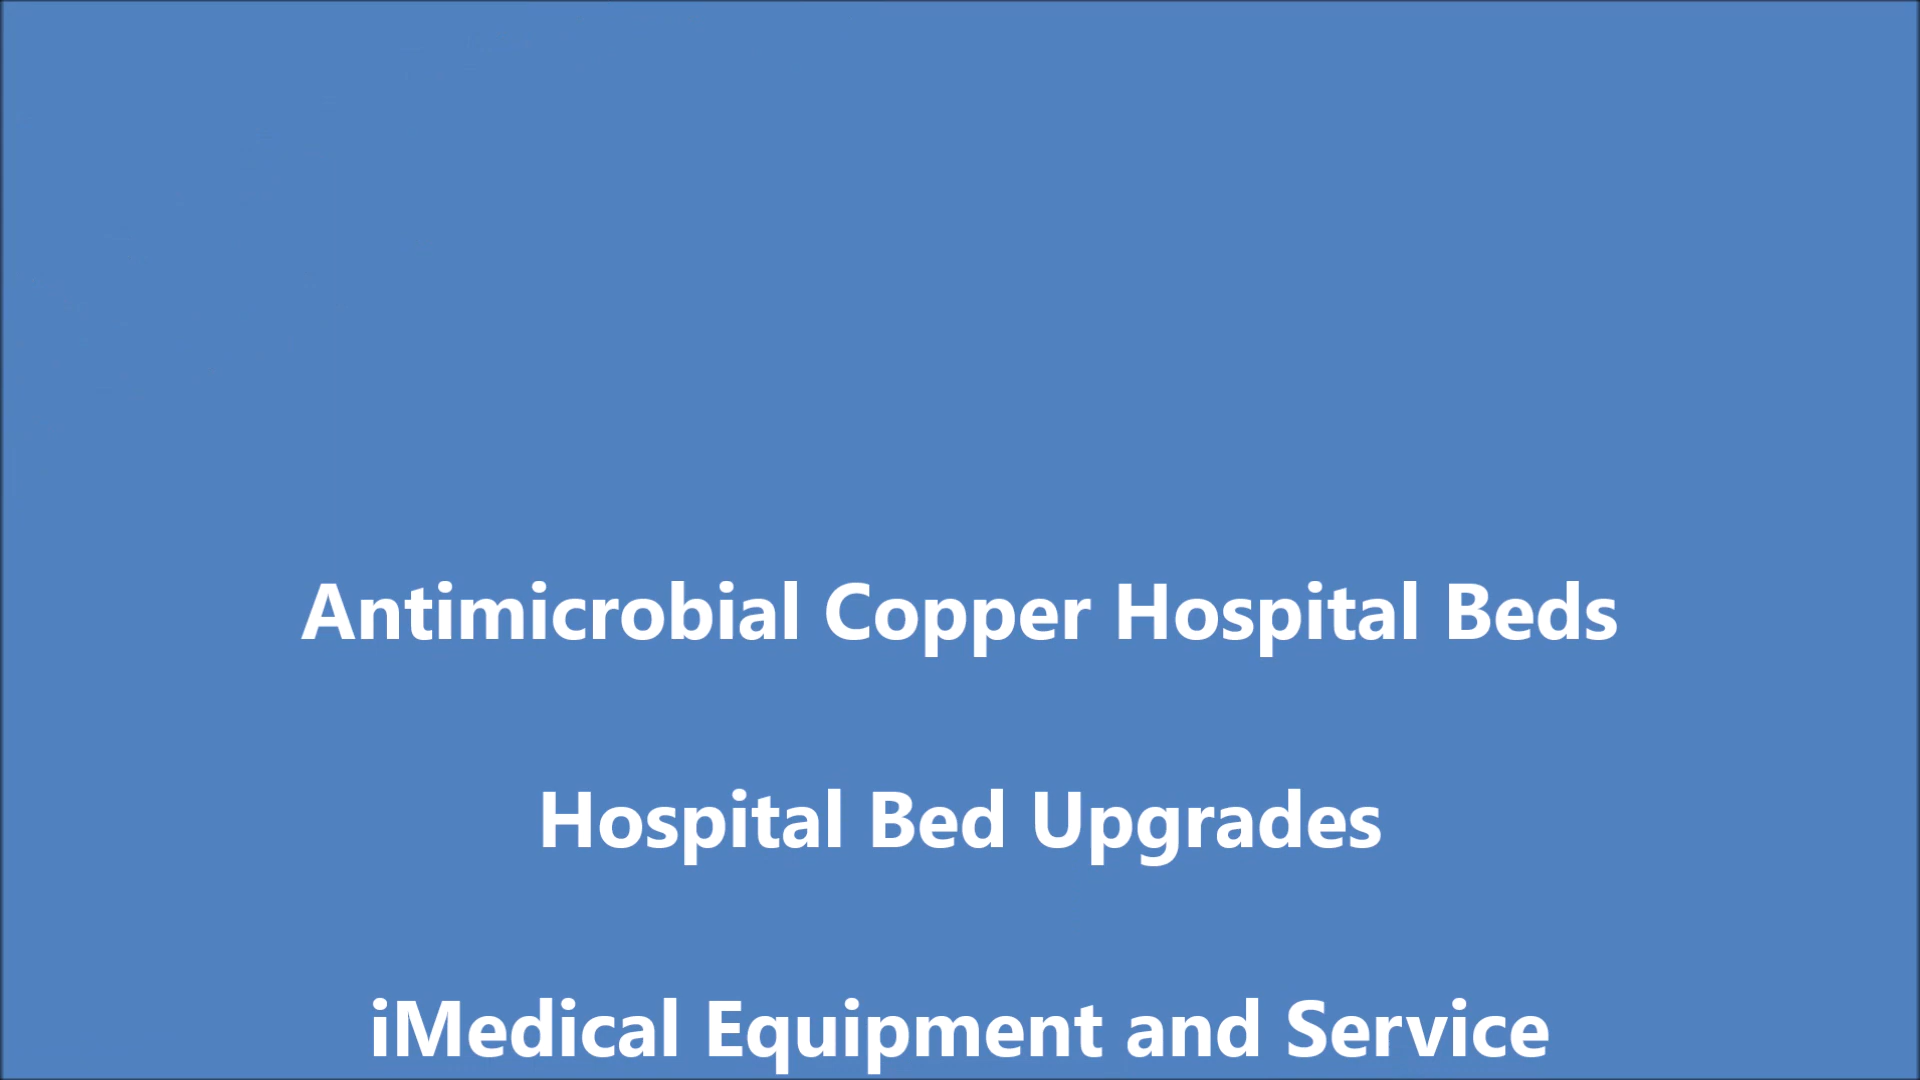 Antimicrobial Copper Hospital Beds
Hospital Bed Upgrades
iMedical Equipment and Service